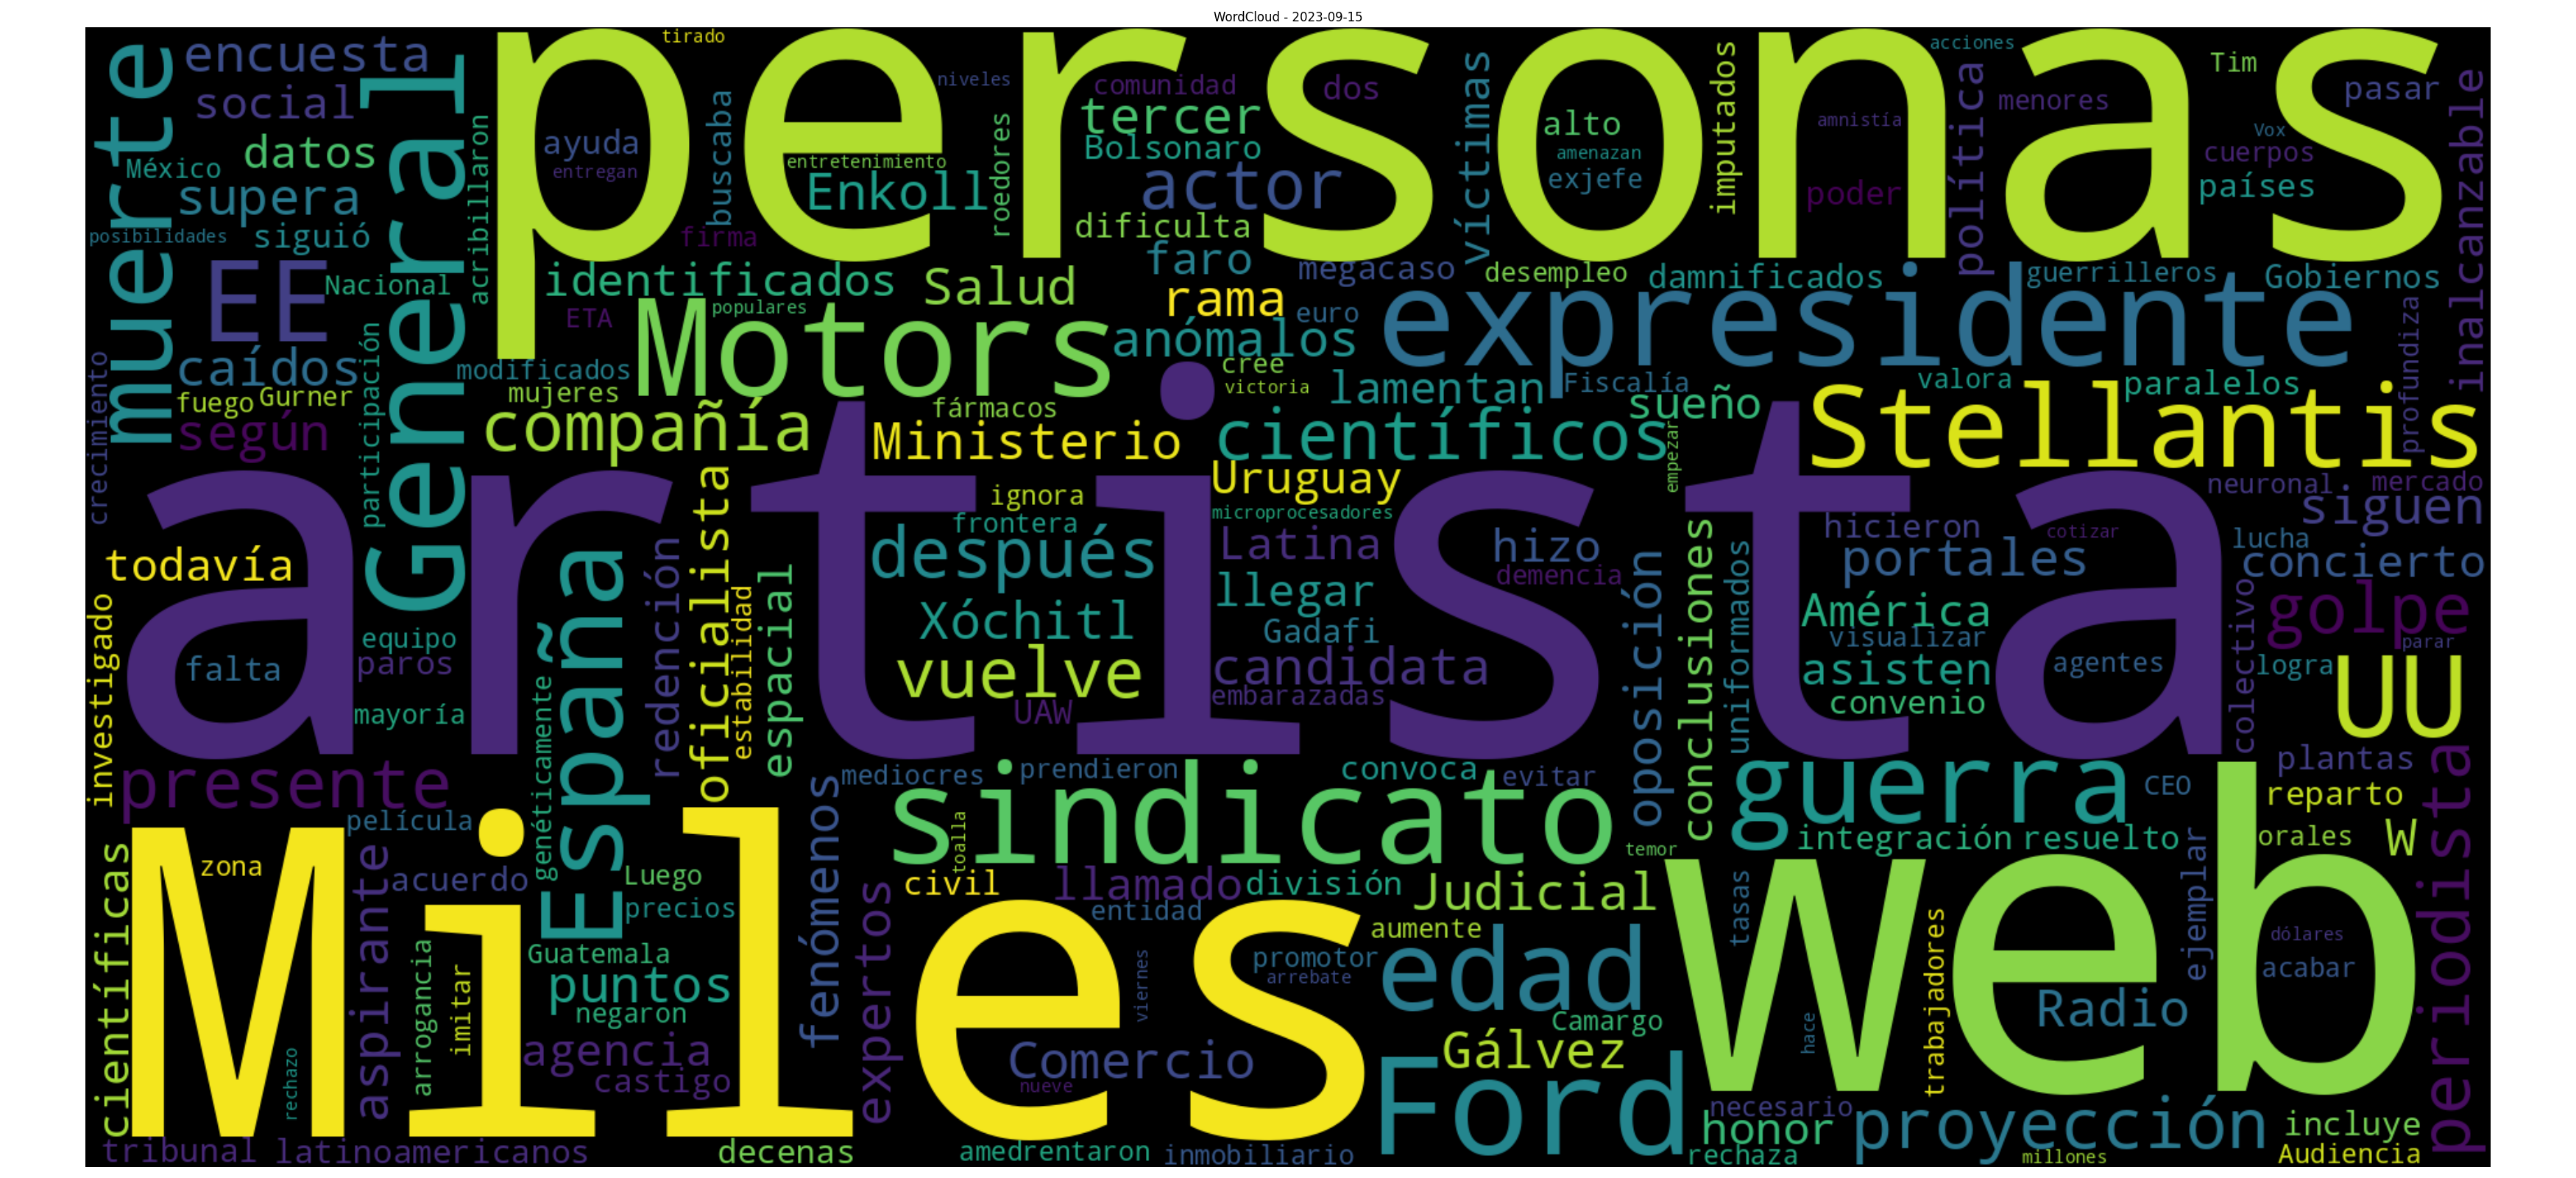 WordCloud - 2023-09-15
personas
artista
Miles
web
muerte
encuesta
social
General
datos
México
supera
posibilidades
siguió
acribillaron
EE
Nacional
caídos
fuego
Gurner
según
crecimiento
participación
tirado
niveles
ayuda
entregan
buscaba
entretenimiento
Enkoll
roedores
firma
comunidad
dos
tercer
Bolsonaro
actor
dificulta
víctimas
alto
amenazan
exjefe
imputados
acciones
amnistía
poder
política
menores
Tim
pasar
Vox
cuerpos
países
inalcanzable
identificados
Salud
faro
megacaso
desempleo
damnificados
guerrilleros
Gobiernos
ETA
populares
Motors
rama
euro
anómalos
expresidente
profundiza
modificados
mujeres
cree
victoria
lamentan
Fiscalía
valora
paralelos
compañía
fármacos
Ministerio
científicos
sueño
empezar
Stellantis
Uruguay
ignora
microprocesadores
frontera
después
Latina
hizo
demencia
neuronal
mercado
siguen
hicieron
cotizar
lucha
portales
concierto
todavía
oficialista
redención
España
estabilidad
espacial
Xóchitl
llegar
Gadafi
vuelve
candidata
embarazadas
UAW
oposición
conclusiones
uniformados
América
visualizar
asisten
convenio
agentes
colectivo
golpe
parar
logra
UU
investigado
falta
equipo
paros
mayoría
genéticamente
presente
película
fenómenos
mediocres
prendieron
convoca
evitar
sindicato
toalla
temor
guerra
CEO
plantas
reparto
integración
resuelto
orales
W
periodista
científicas
zona
aspirante
acuerdo
Luego
precios
Guatemala
puntos
negaron
arrogancia
imitar
agencia
castigo
rechazo
expertos
civil
llamado
división
Judicial
entidad
aumente
promotor
arrebate
viernes
edad
Camargo
Comercio
nueve
Gálvez
Ford
tasas
hace
trabajadores
ejemplar
dólares
acabar
Radio
necesario
honor
proyección
incluye
tribunal
latinoamericanos
decenas
amedrentaron
inmobiliario
rechaza
millones
Audiencia